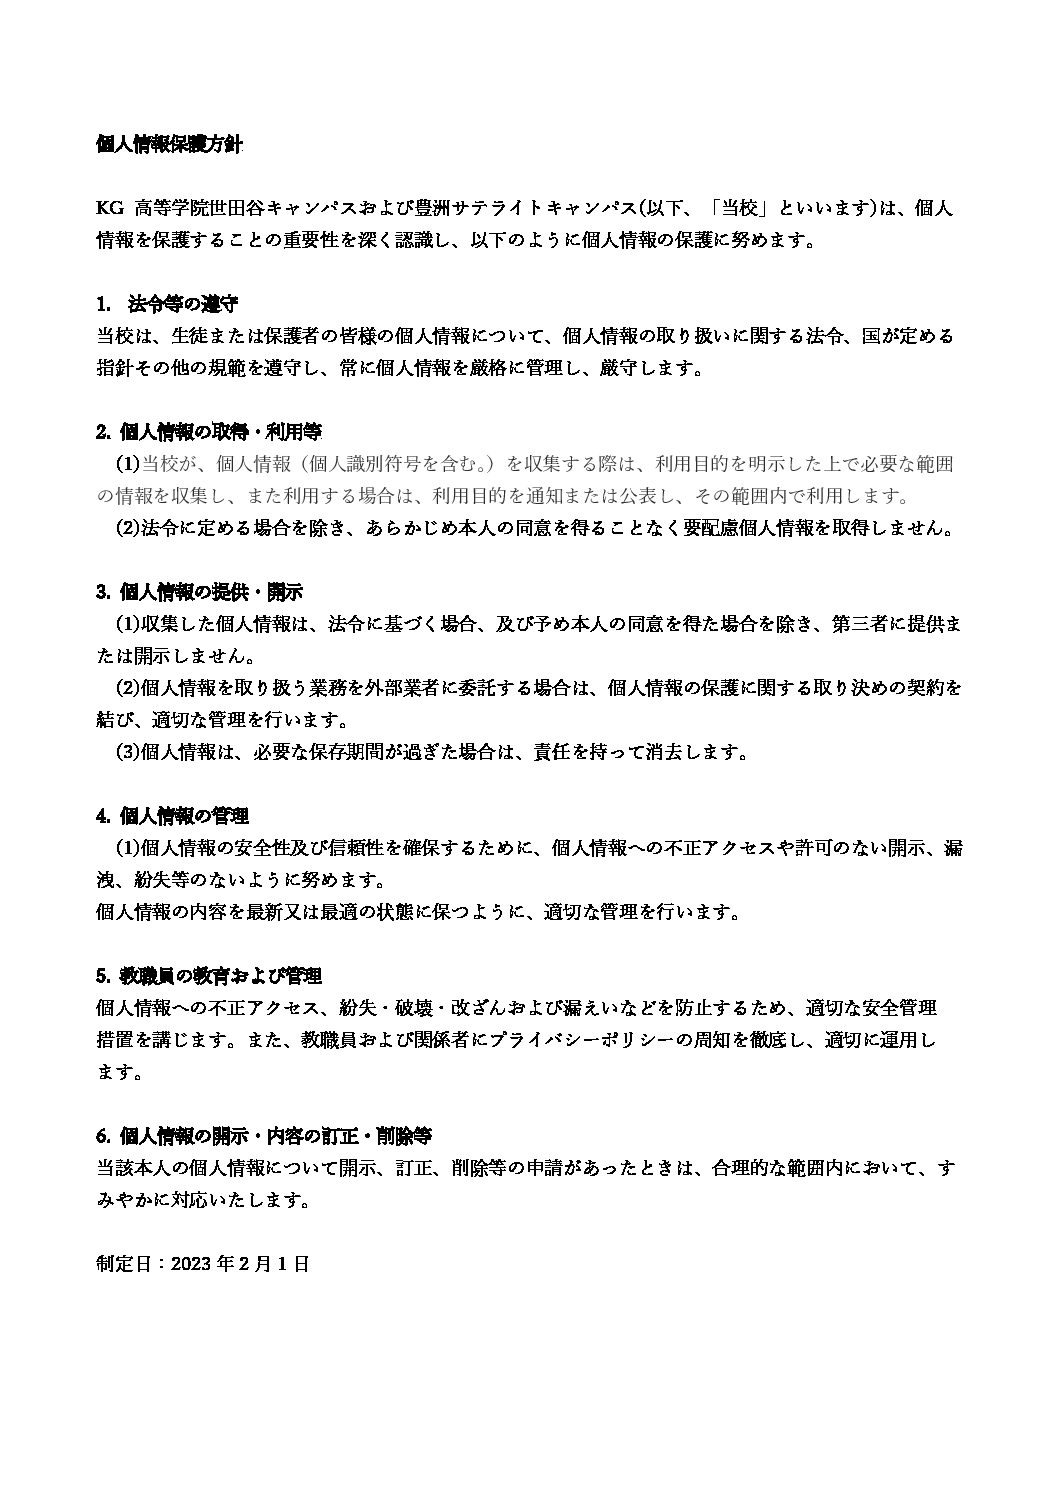 個人情報保護方針
KG 高等学院世田谷キャンパスおよび豊洲サテライトキャンパス(以下、「当校」といいます)は、個人
情報を保護することの重要性を深く認識し、以下のように個人情報の保護に努めます。
1. 法令等の遵守
当校は、生徒または保護者の皆様の個人情報について、個人情報の取り扱いに関する法令、国が定める
指針その他の規範を遵守し、常に個人情報を厳格に管理し、厳守します。
2. 個人情報の取得・利用等
(1)当校が、個人情報（個人識別符号を含む。）を収集する際は、利用目的を明示した上で必要な範囲
の情報を収集し、また利用する場合は、利用目的を通知または公表し、その範囲内で利用します。
(2)法令に定める場合を除き、あらかじめ本人の同意を得ることなく要配慮個人情報を取得しません。
3. 個人情報の提供・開示
(1)収集した個人情報は、法令に基づく場合、及び予め本人の同意を得た場合を除き、第三者に提供ま
たは開示しません。
(2)個人情報を取り扱う業務を外部業者に委託する場合は、個人情報の保護に関する取り決めの契約を
結び、適切な管理を行います。
(3)個人情報は、必要な保存期間が過ぎた場合は、責任を持って消去します。
4. 個人情報の管理
(1)個人情報の安全性及び信頼性を確保するために、個人情報への不正アクセスや許可のない開示、漏
洩、紛失等のないように努めます。
個人情報の内容を最新又は最適の状態に保つように、適切な管理を行います。
5. 教職員の教育および管理
個人情報への不正アクセス、紛失・破壊・改ざんおよび漏えいなどを防止するため、適切な安全管理
措置を講じます。また、教職員および関係者にプライバシーポリシーの周知を徹底し、適切に運用し
ます。
6. 個人情報の開示・内容の訂正・削除等
当該本人の個人情報について開示、訂正、削除等の申請があったときは、合理的な範囲内において、す
みやかに対応いたします。
制定日：2023 年 2 月 1 日